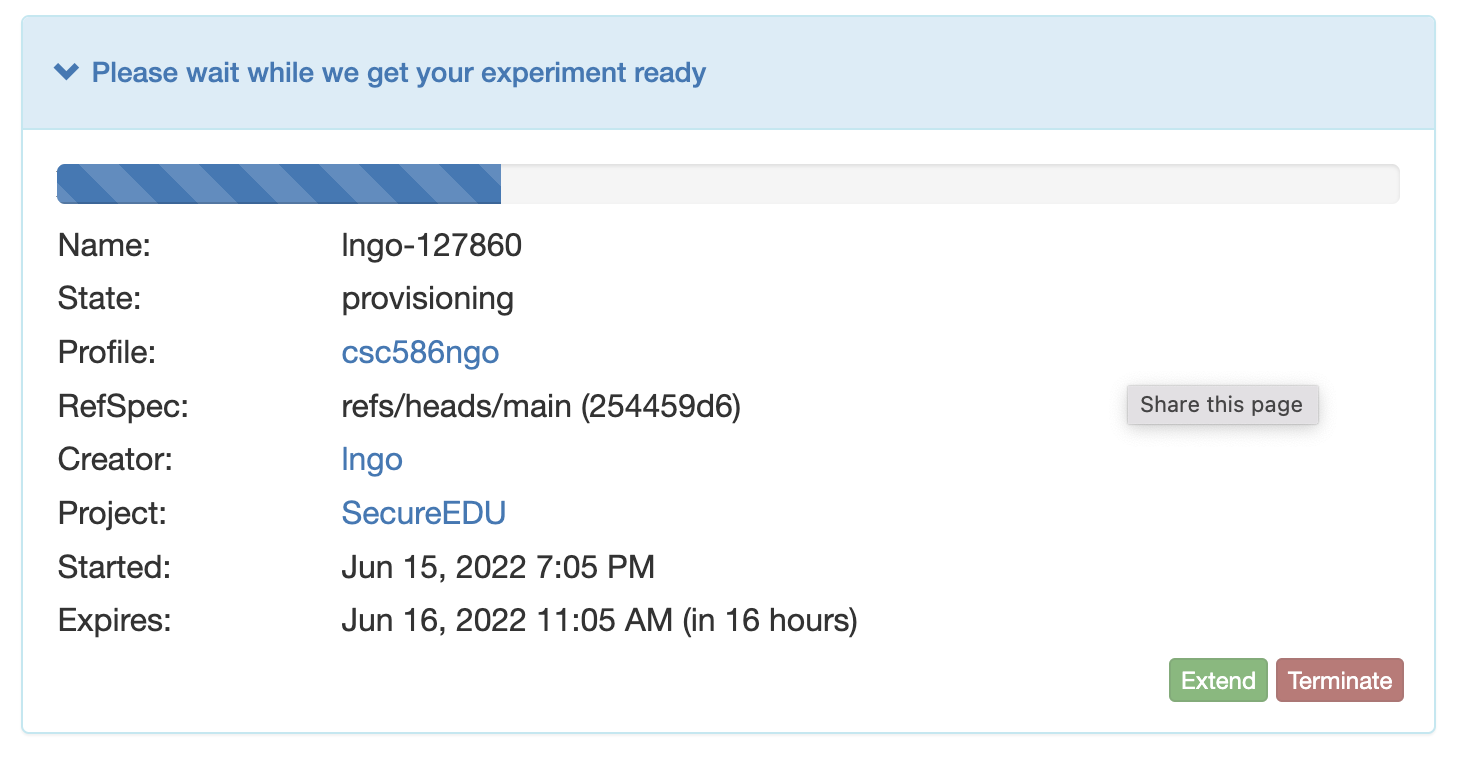 Please wait while we get your experiment ready
Name: lngo-127860
State: provisioning
Profile: csc586ngo
RefSpec: refs/heads/main (254459d6)
Share this page
Creator: lngo
Project: SecureEDU
Started: Jun 15, 2022 7:05 PM
Expires: Jun 16, 2022 11:05 AM (in 16 hours)
Extend Terminate